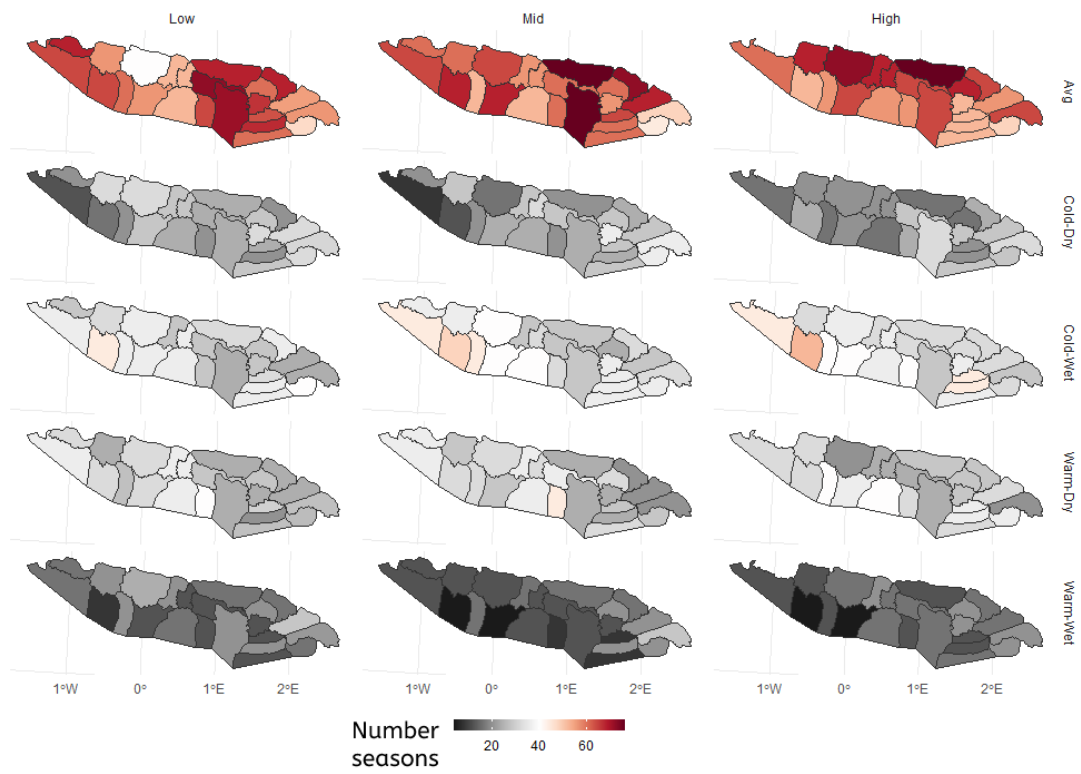 Low Mid High
Avg
Cold-Dry
Cold-Wet
Warm-Dry
Warm-Wet
1°W 0° 1°E 2°E 1°W 0° 1°E 2°E 1°W 0° 1°E 2°E
Number
seasons
20 40 60